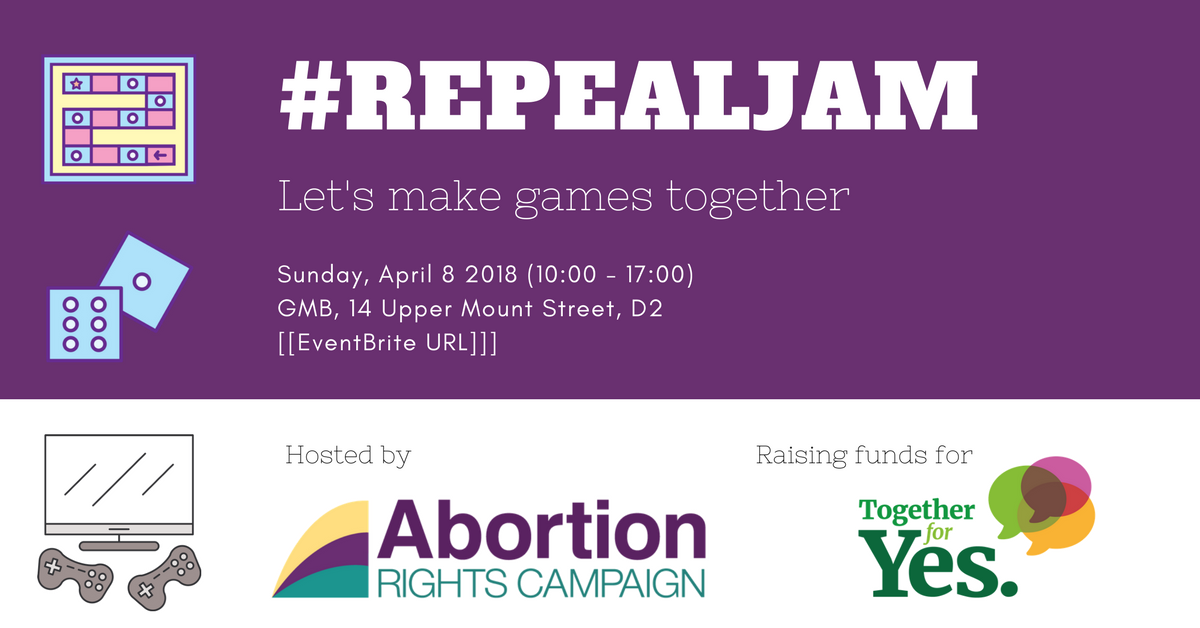 #REPEALJAM
Let's make games together
Sunday, April 8 2018 (10:00 - 17:00)
GMB, 14 Upper Mount Street, D2
[[EventBrite URL]]]
Hosted by
Abortion
RIGHTS CAMPAIGN
Raising funds for
Together
for
Yes.